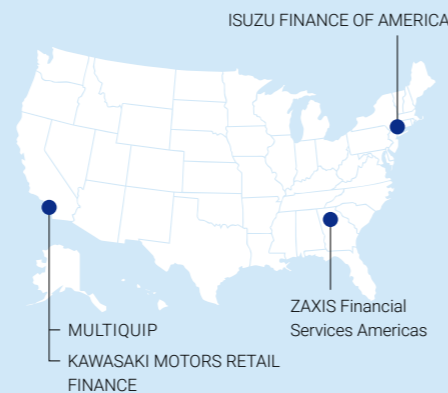 ISUZU FINANCE OF AMERICA
ZAXIS Financial
Services Americas
MULTIQUIP
KAWASAKI MOTORS RETAIL
FINANCE